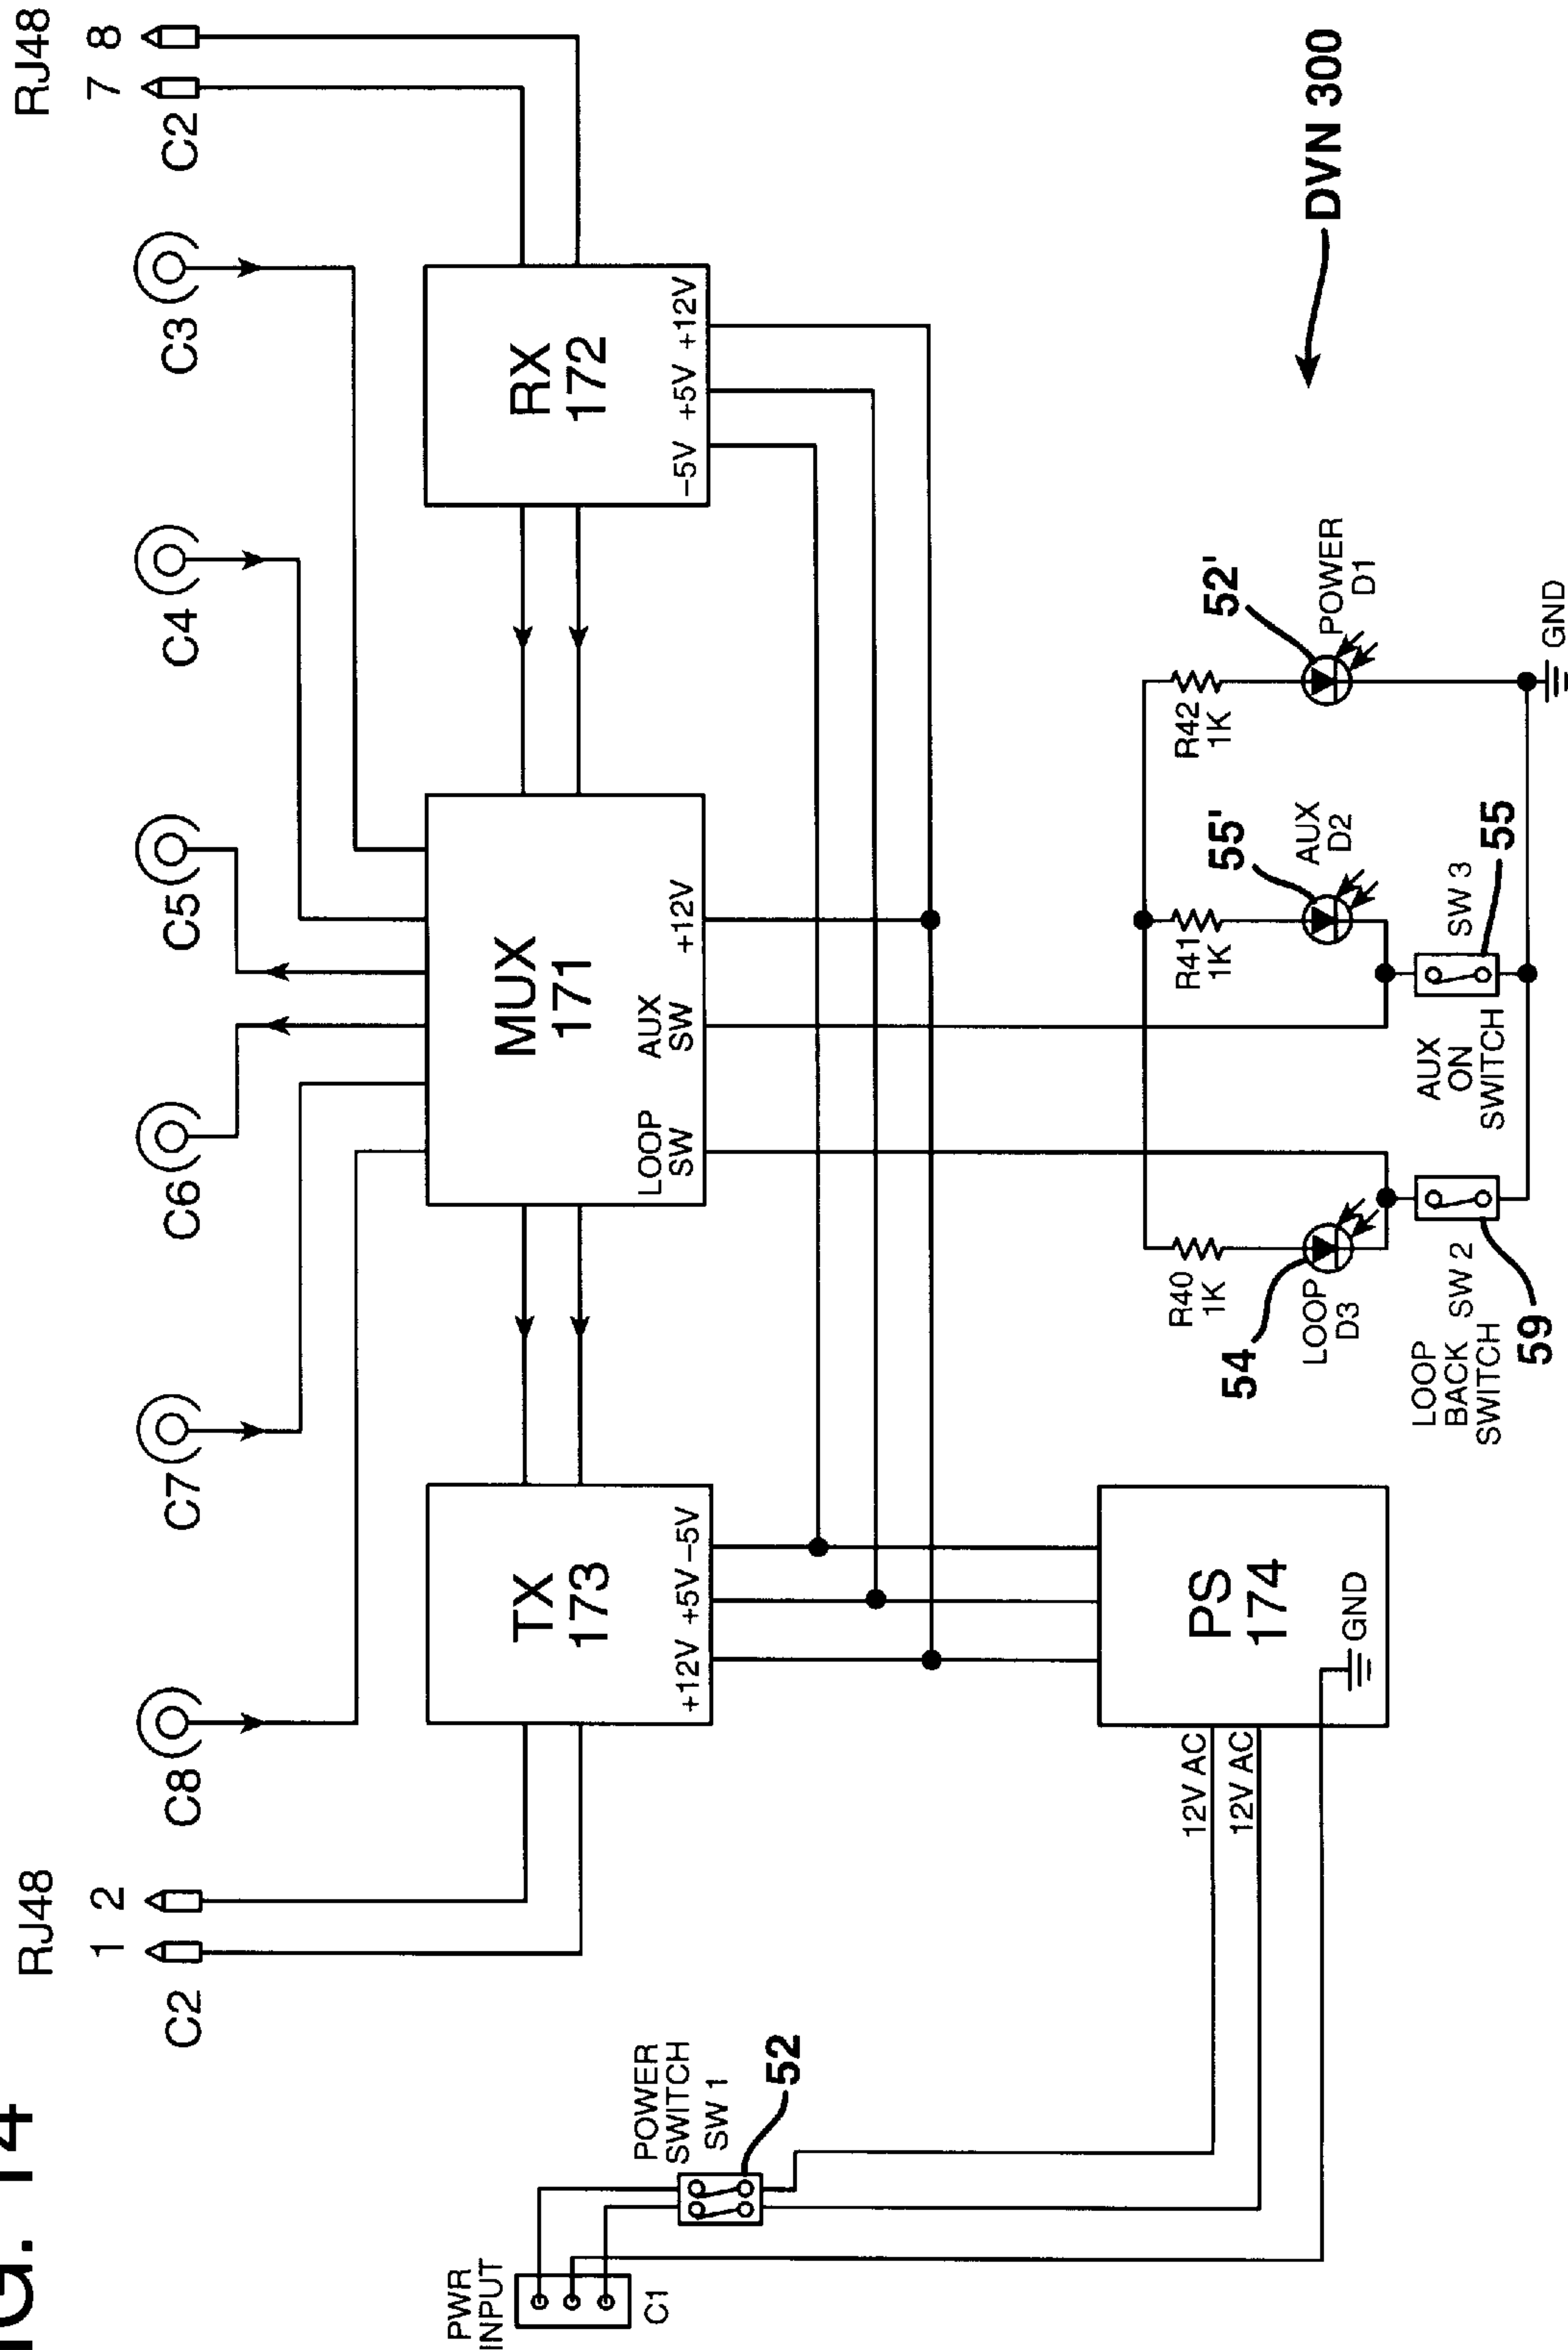 FIG. 14
RJ48
1 2
C2
C8
C7
C6
C5
C4
C3
RJ48
7 8
C2
TX
173
+12V +5V –5V
MUX
171
LOOP
SW
AUX
SW
+12V
RX
172
–5V +5V +12V
PWR
INPUT
C1
POWER
SWITCH
SW 1
52
12V AC
12V AC
PS
174
GND
R40
1K
54
LOOP
D3
LOOP
BACK
SWITCH
SW 2
59
R41
1K
55'
AUX
D2
AUX
ON
SWITCH
SW 3
55
R42
1K
52'
POWER
D1
GND
DVN 300